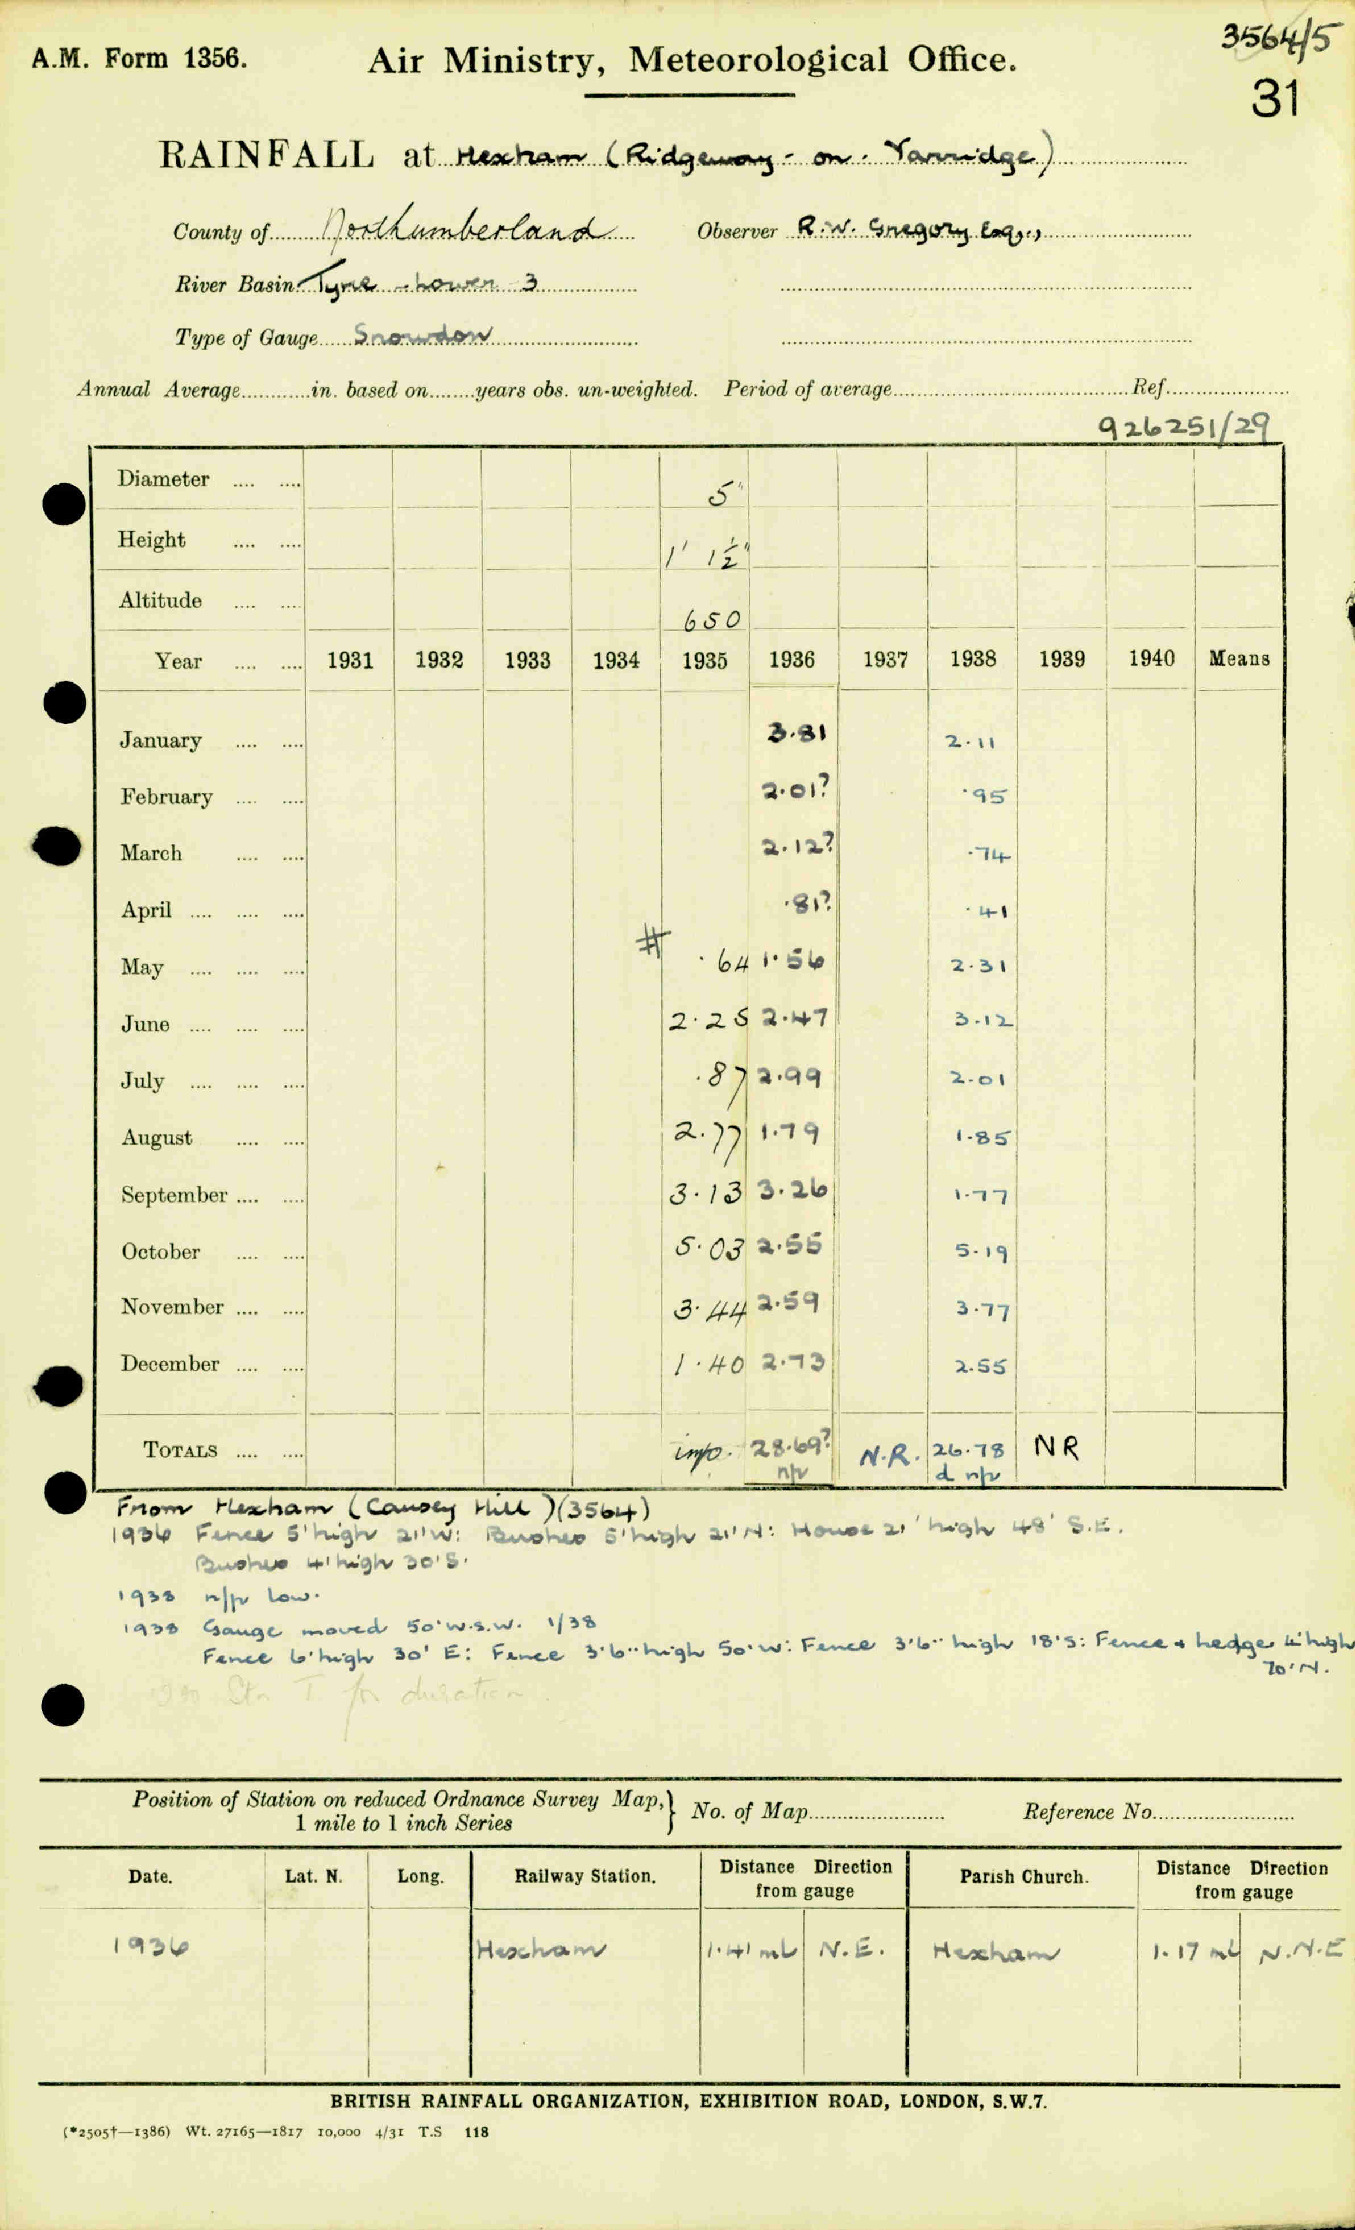 3564/5
A.M. Form 1356. Air Ministry, Meteorological Office.
31
RAINFALL at Hexham (Ridgeway - on - Yarridge)
County of Northumberland Observer R.W. Gregory Esq.,
River Basin Tyne - Lower 3
Type of Gauge Snowdon
Annual Average in. based on years obs. un-weighted. Period of average Ref.
926251/29
Diameter .... .... 5"
Height .... .... 1' 1½"
Altitude .... .... 650
Year .... .... 1931 1932 1933 1934 1935 1936 1937 1938 1939 1940 Means
January .... .... 3.81 2.11
February .... .... 2.01? .95
March .... .... 2.12? .74
April .... .... .... .81? .41
May .... .... .... # .64 1.56 2.31
June .... .... .... 2.25 2.47 3.12
July .... .... .... .87 2.99 2.01
August .... .... 2.77 1.79 1.85
September .... .... 3.13 3.26 1.77
October .... .... 5.03 2.55 5.19
November .... .... 3.44 2.59 3.77
December .... .... 1.40 2.73 2.55
TOTALS .... .... imp. 28.69? N.R. 26.78 NR
n/p d n/p
From Hexham (Causey Hill) (3564)
1936 Fence 5' high 21' W: Bushes 5' high 21' N: House 21' high 48' S.E.
Bushes 4' high 30' S.
1938 n/p low.
1938 Gauge moved 50' W.S.W. 1/38
Fence 6' high 30' E: Fence 3'6" high 50' W: Fence 3'6" high 18' S: Fence + hedge 4' high
70' N.
Stn for duration
Position of Station on reduced Ordnance Survey Map, } No. of Map Reference No.
1 mile to 1 inch Series
Date. Lat. N. Long. Railway Station. Distance Direction from gauge Parish Church. Distance Direction from gauge
1936 Hexham 1.41 ml N.E. Hexham 1.17 ml N.N.E
BRITISH RAINFALL ORGANIZATION, EXHIBITION ROAD, LONDON, S.W.7.
(*2505†—1386) Wt. 27165—1817 10,000 4/31 T.S 118